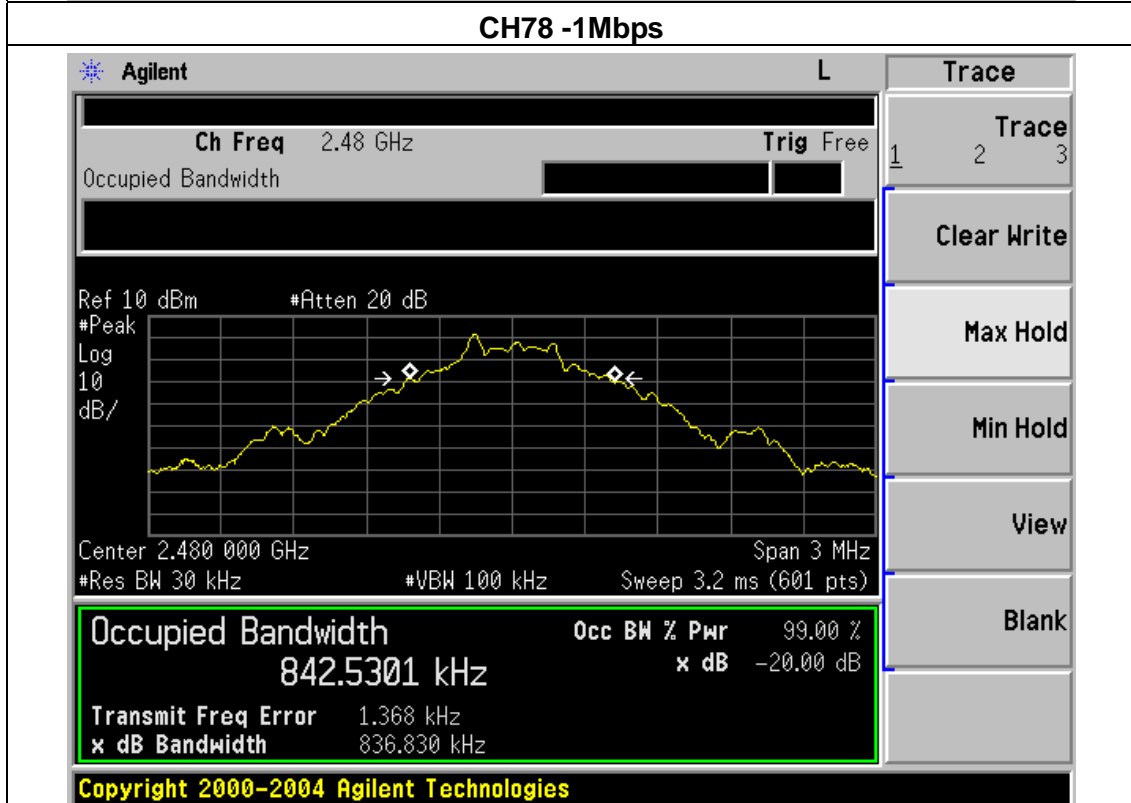 CH78 -1Mbps
Agilent L Trace
Ch Freq 2.48 GHz Trig Free
Occupied Bandwidth
Trace
1 2 3
Clear Write
Max Hold
Min Hold
View
Blank
Ref 10 dBm #Atten 20 dB
#Peak
Log
10
dB/
Center 2.480 000 GHz Span 3 MHz
#Res BW 30 kHz #VBW 100 kHz Sweep 3.2 ms (601 pts)
Occupied Bandwidth Occ BW % Pwr 99.00 %
842.5301 kHz x dB -20.00 dB
Transmit Freq Error 1.368 kHz
x dB Bandwidth 836.830 kHz
Copyright 2000-2004 Agilent Technologies